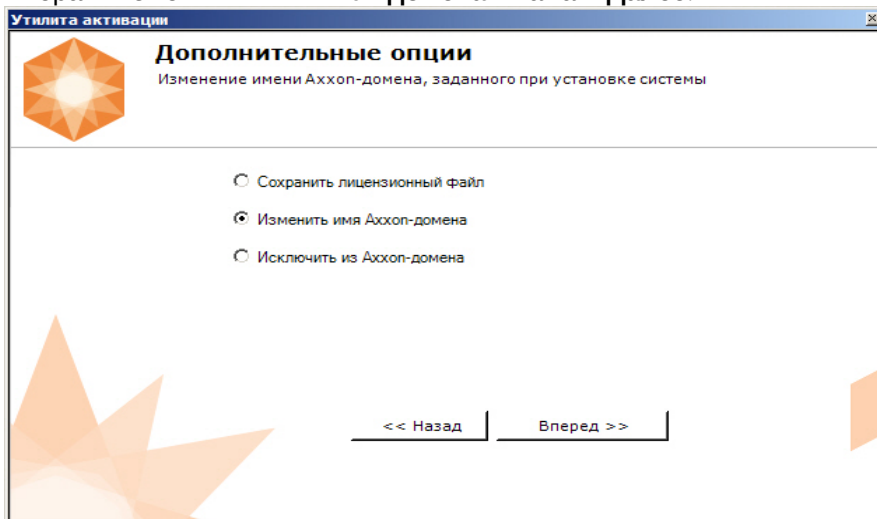 Утилита активации
Дополнительные опции
Изменение имени Axxon-домена, заданного при установке системы
Сохранить лицензионный файл
Изменить имя Axxon-домена
Исключить из Axxon-домена
<< Назад
Вперед >>